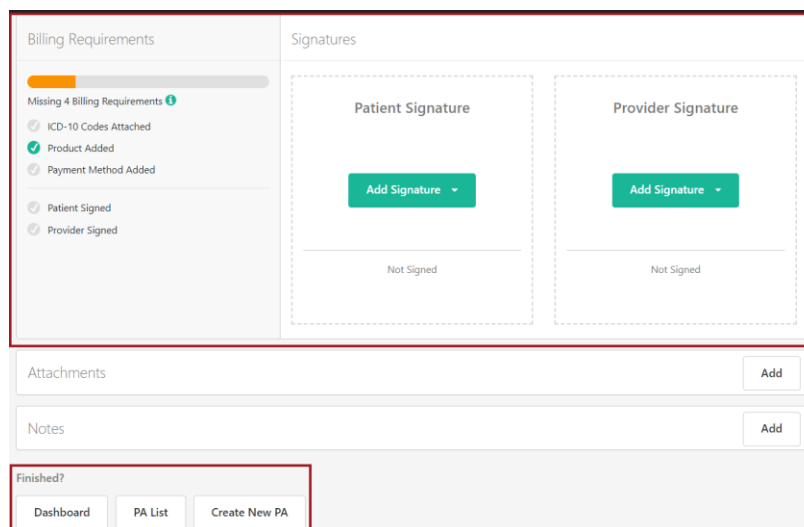 Billing Requirements
Missing 4 Billing Requirements
ICD-10 Codes Attached
Product Added
Payment Method Added
Patient Signed
Provider Signed
Signatures
Patient Signature
Add Signature
Not Signed
Provider Signature
Add Signature
Not Signed
Attachments
Add
Notes
Add
Finished?
Dashboard
PA List
Create New PA